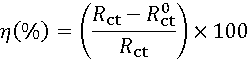 η(%) = ( (R_ct − R_ct^0) / R_ct ) × 100